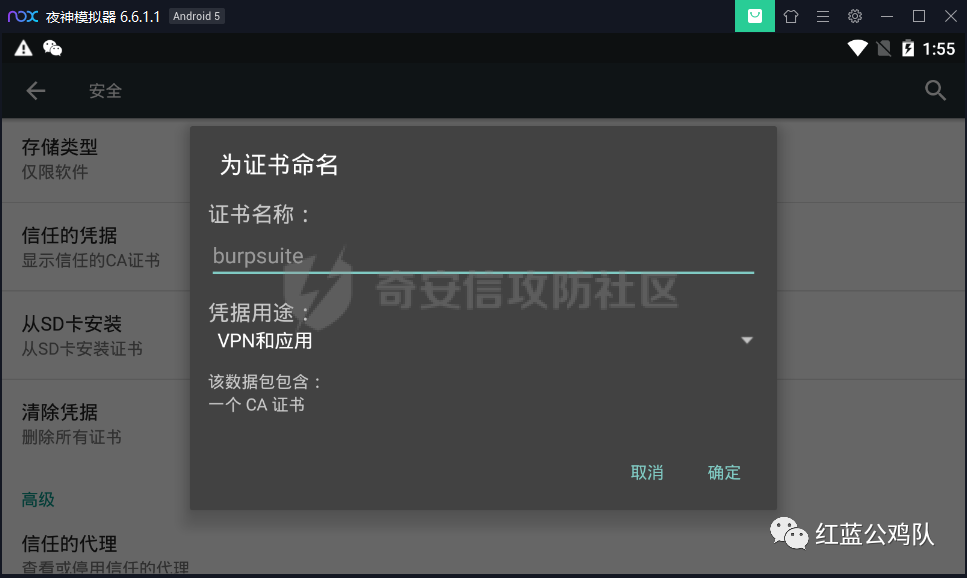 nox 夜神模拟器 6.6.1.1 Android 5
1:55
安全
存储类型
仅限软件
信任的凭据
显示信任的CA证书
从SD卡安装
从SD卡安装证书
清除凭据
删除所有证书
高级
信任的代理
查看或停用信任的代理
为证书命名
证书名称：
burpsuite
凭据用途：
VPN和应用
该数据包包含：
一个 CA 证书
取消 确定
奇安信攻防社区
红蓝公鸡队